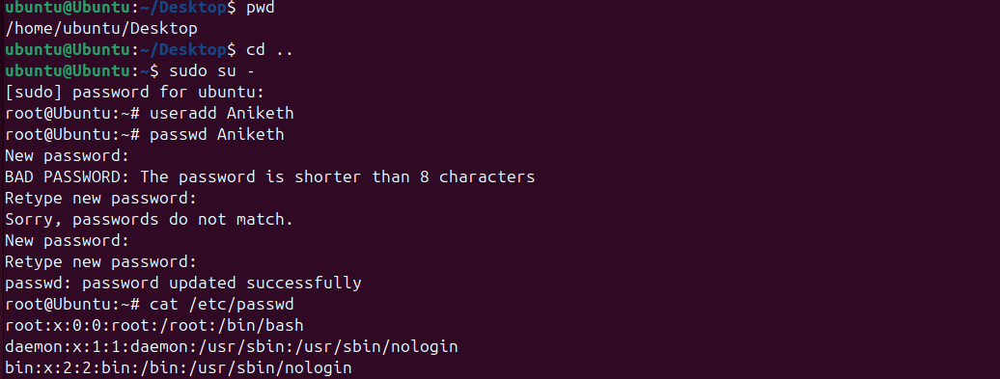 ubuntu@Ubuntu:~/Desktop$ pwd
/home/ubuntu/Desktop
ubuntu@Ubuntu:~/Desktop$ cd ..
ubuntu@Ubuntu:~$ sudo su -
[sudo] password for ubuntu:
root@Ubuntu:~# useradd Aniketh
root@Ubuntu:~# passwd Aniketh
New password:
BAD PASSWORD: The password is shorter than 8 characters
Retype new password:
Sorry, passwords do not match.
New password:
Retype new password:
passwd: password updated successfully
root@Ubuntu:~# cat /etc/passwd
root:x:0:0:root:/root:/bin/bash
daemon:x:1:1:daemon:/usr/sbin:/usr/sbin/nologin
bin:x:2:2:bin:/bin:/usr/sbin/nologin